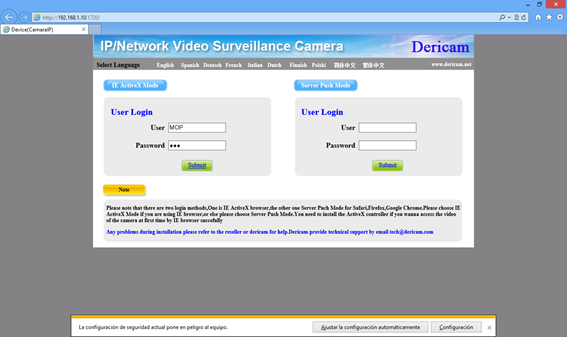 http://192.168.1.10:1720/
Device(CamaraIP)
IP/Network Video Surveillance Camera
Dericam
Select Language English Spanish Deutsch French Italian Dutch Finnish Polski 简体中文 繁體中文 www.dericam.net
IE ActiveX Mode
Server Push Mode
User Login
User MOP
Password
Submit
User Login
User
Password
Submit
Note
Please note that there are two login methods,One is IE ActiveX browser,the other one Server Push Mode for Safari,Firefox,Google Chrome.Please choose IE
ActiveX Mode if you are using IE browser,or else please choose Server Push Mode.You need to install the ActiveX controller if you wanna access the video
of the camera at first time by IE browser succefully
Any problems during installation please refer to the reseller or dericam for help.Dericam provide technical support by email tech@dericam.com
La configuración de seguridad actual pone en peligro al equipo.
Ajustar la configuración automáticamente
Configuración